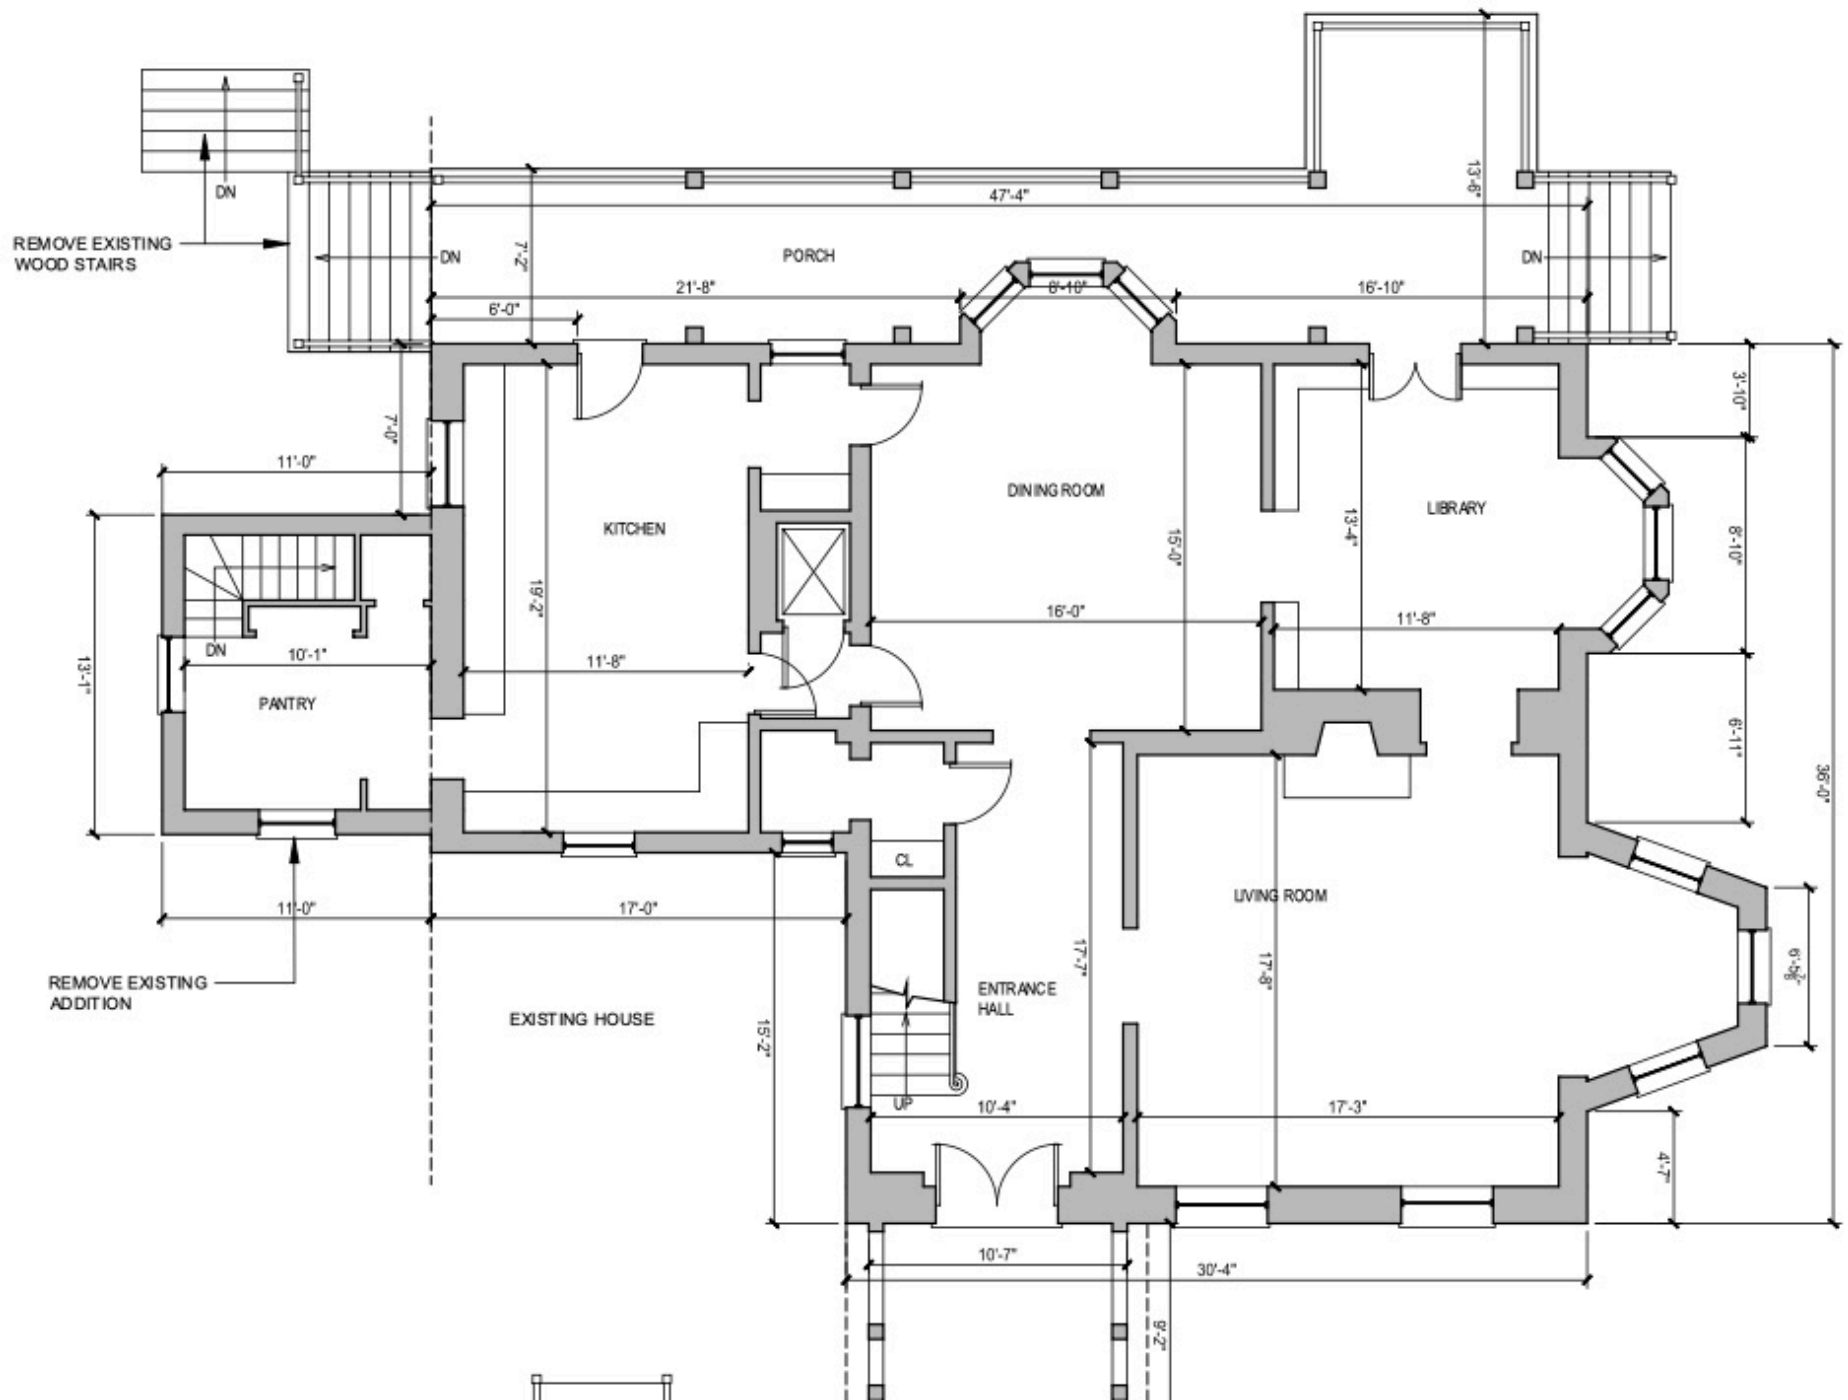 13'-6"
DN
47'-4"
REMOVE EXISTING
WOOD STAIRS
7'-2"
PORCH
DN
DN
21'-8"
8'-10"
16'-10"
6'-0"
3'-10"
7'-0"
11'-0"
DINING ROOM
LIBRARY
KITCHEN
13'-4"
15'-0"
8'-10"
19'-2"
16'-0"
11'-8"
DN
10'-1"
11'-8"
13'-1"
PANTRY
6'-11"
36'-0"
CL
LIVING ROOM
11'-0"
17'-0"
17'-7"
17'-8"
REMOVE EXISTING
ADDITION
ENTRANCE
HALL
EXISTING HOUSE
15'-2"
UP
10'-4"
17'-3"
4'-7"
10'-7"
30'-4"
9'-2"